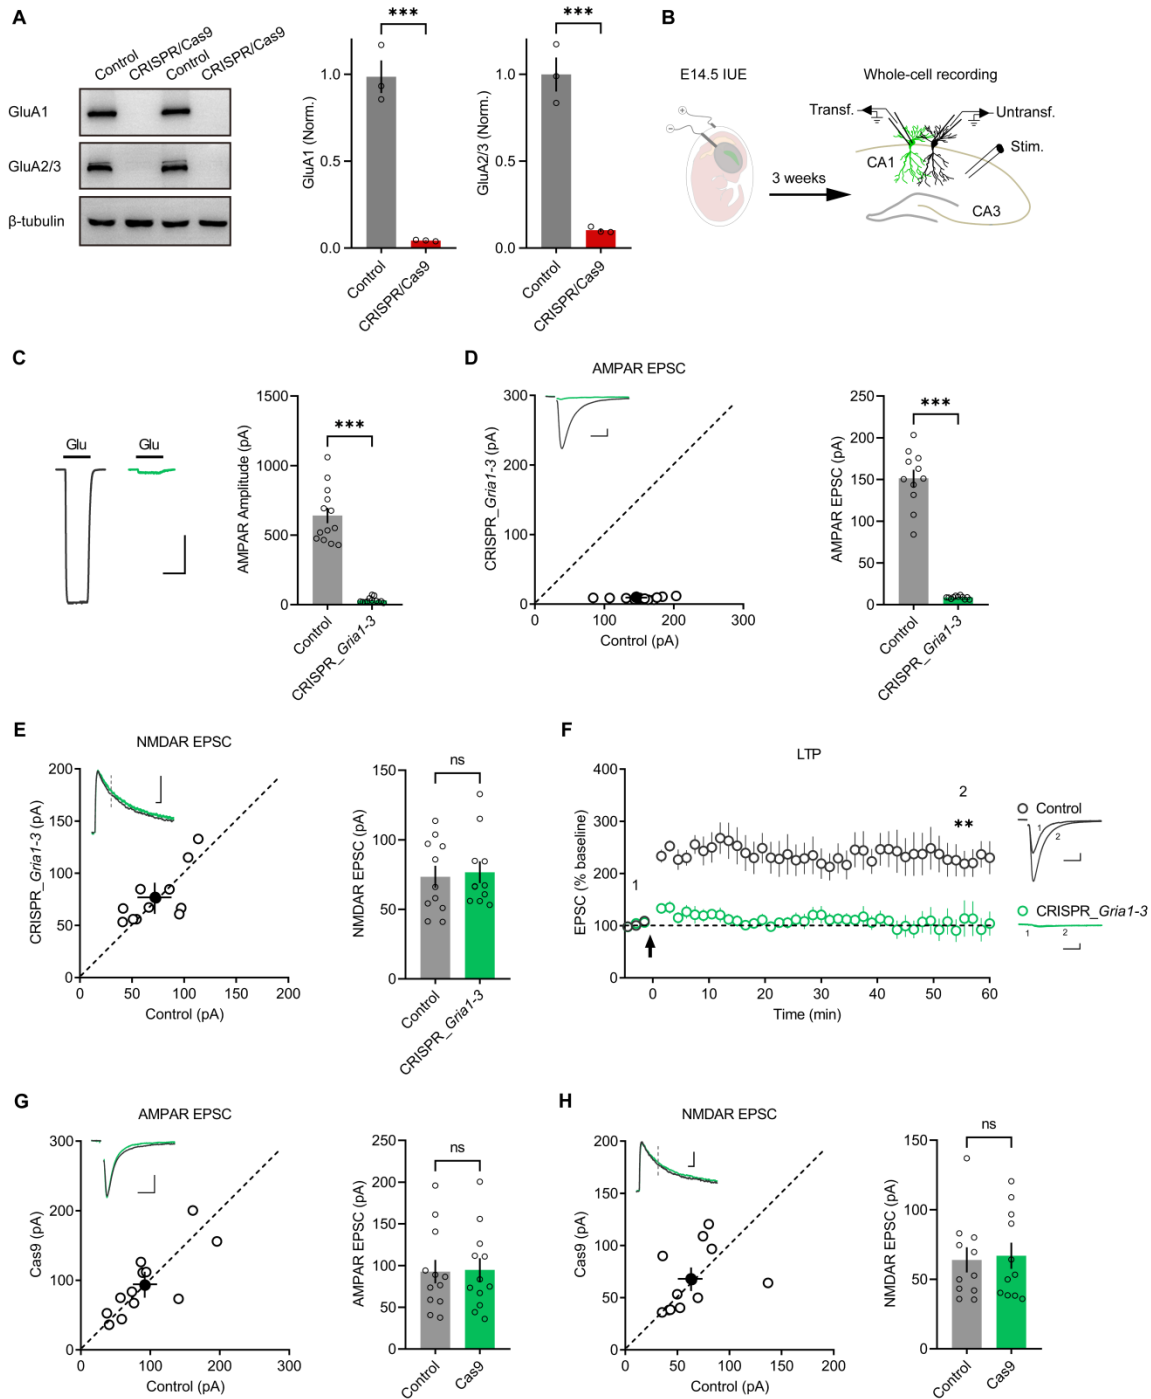 A
Control
CRISPR/Cas9
Control
CRISPR/Cas9
GluA1
GluA2/3
β-tubulin
***
GluA1 (Norm.)
1.0
0.5
0.0
Control
CRISPR/Cas9
***
GluA2/3 (Norm.)
1.0
0.5
0.0
Control
CRISPR/Cas9
B
E14.5 IUE
Whole-cell recording
+
−
Transf.
Untransf.
Stim.
CA1
CA3
3 weeks
C
Glu
Glu
AMPAR Amplitude (pA)
1500
1000
500
0
***
Control
CRISPR_Gria1-3
D
AMPAR EPSC
CRISPR_Gria1-3 (pA)
300
200
100
0
0
100
200
300
Control (pA)
AMPAR EPSC (pA)
250
200
150
100
50
0
***
Control
CRISPR_Gria1-3
E
NMDAR EPSC
CRISPR_Gria1-3 (pA)
200
150
100
50
0
0
50
100
150
200
Control (pA)
NMDAR EPSC (pA)
150
100
50
0
ns
Control
CRISPR_Gria1-3
F
LTP
EPSC (% baseline)
400
300
200
100
0
1
2
**
0
10
20
30
40
50
60
Time (min)
Control
1
2
CRISPR_Gria1-3
1
2
G
AMPAR EPSC
Cas9 (pA)
300
200
100
0
0
100
200
300
Control (pA)
AMPAR EPSC (pA)
250
200
150
100
50
0
ns
Control
Cas9
H
NMDAR EPSC
Cas9 (pA)
200
150
100
50
0
0
50
100
150
200
Control (pA)
NMDAR EPSC (pA)
150
100
50
0
ns
Control
Cas9